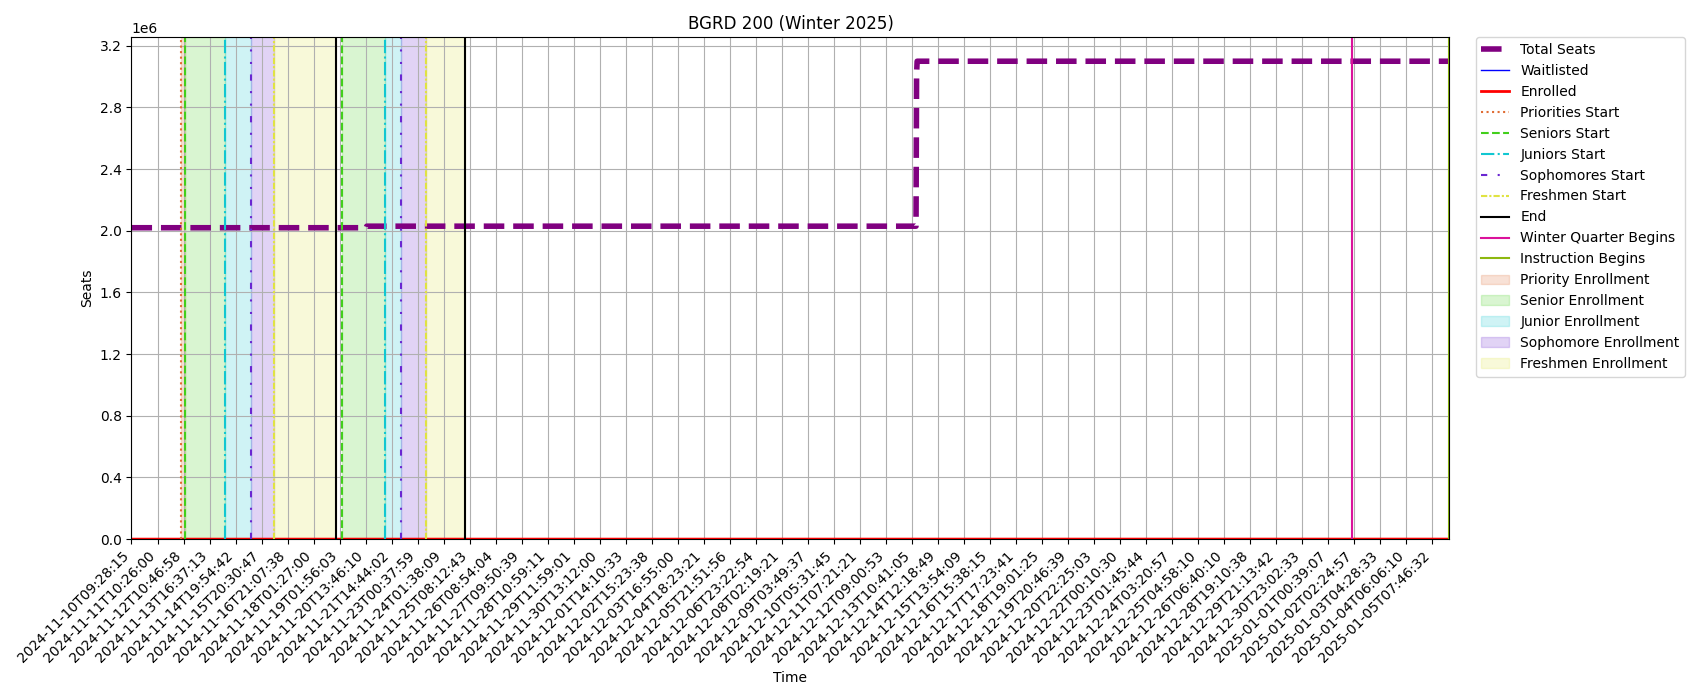 BGRD 200 (Winter 2025)
1e6
3.2
2.8
2.4
2.0
1.6
1.2
0.8
0.4
0.0
Seats
2024-11-10T09:28:15
2024-11-11T10:26:00
2024-11-12T10:46:58
2024-11-13T16:37:13
2024-11-14T19:54:42
2024-11-15T20:30:47
2024-11-16T21:07:38
2024-11-18T01:27:00
2024-11-19T01:56:03
2024-11-20T13:46:10
2024-11-21T14:44:02
2024-11-23T00:37:59
2024-11-24T01:38:09
2024-11-25T08:12:43
2024-11-26T08:54:04
2024-11-27T09:50:39
2024-11-28T10:59:11
2024-11-29T11:59:01
2024-11-30T13:12:00
2024-12-01T14:10:33
2024-12-02T15:23:38
2024-12-03T16:55:00
2024-12-04T18:23:21
2024-12-05T21:51:56
2024-12-06T23:22:54
2024-12-08T02:19:21
2024-12-09T03:49:37
2024-12-10T05:31:45
2024-12-11T07:21:21
2024-12-12T09:00:53
2024-12-13T10:41:05
2024-12-14T12:18:49
2024-12-15T13:54:09
2024-12-16T15:38:15
2024-12-17T17:23:41
2024-12-18T19:01:25
2024-12-19T20:46:39
2024-12-20T22:25:03
2024-12-22T00:10:30
2024-12-24T01:45:44
2024-12-25T03:20:57
2024-12-25T04:58:10
2024-12-26T06:40:10
2024-12-28T19:10:38
2024-12-29T21:13:42
2024-12-30T23:02:33
2025-01-01T00:39:07
2025-01-02T02:24:57
2025-01-03T04:28:33
2025-01-04T06:06:10
2025-01-05T07:46:32
Time
Total Seats
Waitlisted
Enrolled
Priorities Start
Seniors Start
Juniors Start
Sophomores Start
Freshmen Start
End
Winter Quarter Begins
Instruction Begins
Priority Enrollment
Senior Enrollment
Junior Enrollment
Sophomore Enrollment
Freshmen Enrollment